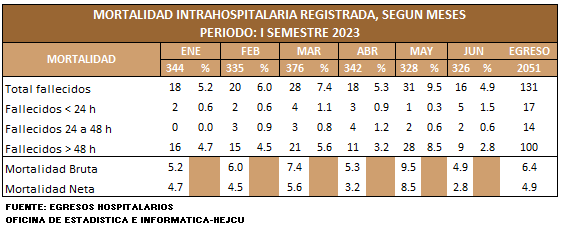 MORTALIDAD INTRAHOSPITALARIA REGISTRADA, SEGUN MESES
PERIODO: I SEMESTRE 2023
MORTALIDAD ENE FEB MAR ABR MAY JUN EGRESO
344 % 335 % 376 % 342 % 328 % 326 % 2051
Total fallecidos 18 5.2 20 6.0 28 7.4 18 5.3 31 9.5 16 4.9 131
Fallecidos < 24 h 2 0.6 2 0.6 4 1.1 3 0.9 1 0.3 5 1.5 17
Fallecidos 24 a 48 h 0 0.0 3 0.9 3 0.8 4 1.2 2 0.6 2 0.6 14
Fallecidos > 48 h 16 4.7 15 4.5 21 5.6 11 3.2 28 8.5 9 2.8 100
Mortalidad Bruta 5.2 6.0 7.4 5.3 9.5 4.9 6.4
Mortalidad Neta 4.7 4.5 5.6 3.2 8.5 2.8 4.9
FUENTE: EGRESOS HOSPITALARIOS
OFICINA DE ESTADISTICA E INFORMATICA-HEJCU